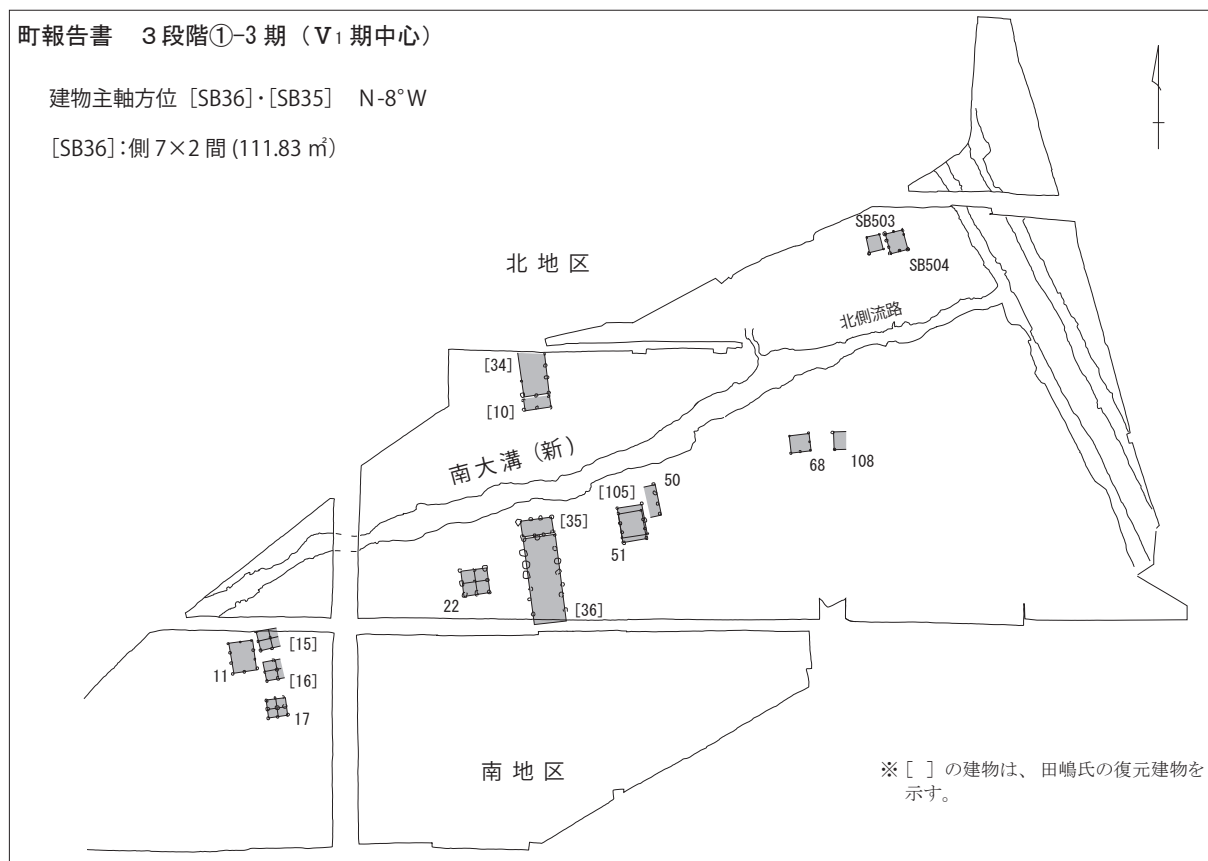 町報告書 3段階①-3期（Ⅴ1期中心）
建物主軸方位 [SB36]・[SB35] N-8°W
[SB36]：側 7×2 間 (111.83 ㎡)
SB503
SB504
北地区
北側流路
[34]
[10]
南大溝（新）
68
108
50
[105]
51
[35]
22
[36]
[15]
11
[16]
17
南地区
※ [ ] の建物は、田嶋氏の復元建物を
示す。